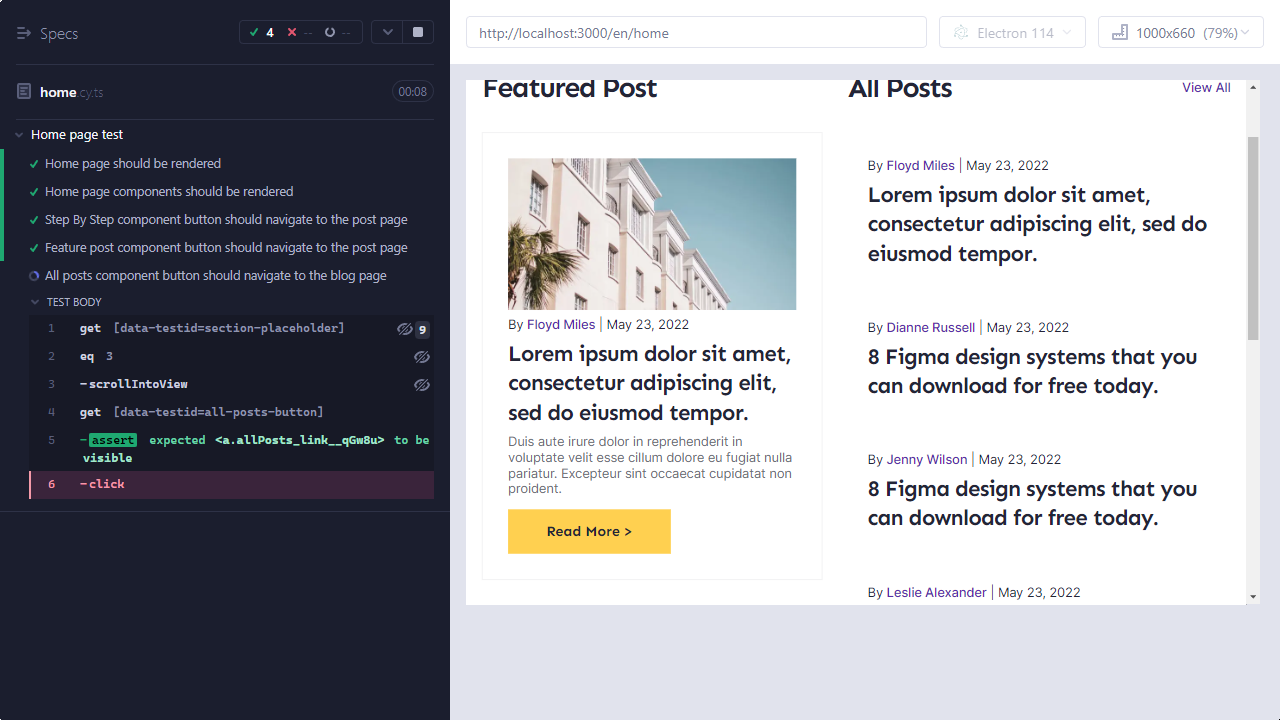 Specs
4 -- --
home.cy.ts
00:08
Home page test
Home page should be rendered
Home page components should be rendered
Step By Step component button should navigate to the post page
Feature post component button should navigate to the post page
All posts component button should navigate to the blog page
TEST BODY
1 get [data-testid=section-placeholder] 9
2 eq 3
3 -scrollIntoView
4 get [data-testid=all-posts-button]
5 -assert expected <a.allPosts_link__qGw8u> to be
visible
6 -click
http://localhost:3000/en/home
Electron 114
1000x660 (79%)
Featured Post
By Floyd Miles | May 23, 2022
Lorem ipsum dolor sit amet,
consectetur adipiscing elit,
sed do eiusmod tempor.
Duis aute irure dolor in reprehenderit in
voluptate velit esse cillum dolore eu fugiat nulla
pariatur. Excepteur sint occaecat cupidatat non
proident.
Read More >
All Posts
View All
By Floyd Miles | May 23, 2022
Lorem ipsum dolor sit amet,
consectetur adipiscing elit, sed do
eiusmod tempor.
By Dianne Russell | May 23, 2022
8 Figma design systems that you
can download for free today.
By Jenny Wilson | May 23, 2022
8 Figma design systems that you
can download for free today.
By Leslie Alexander | May 23, 2022